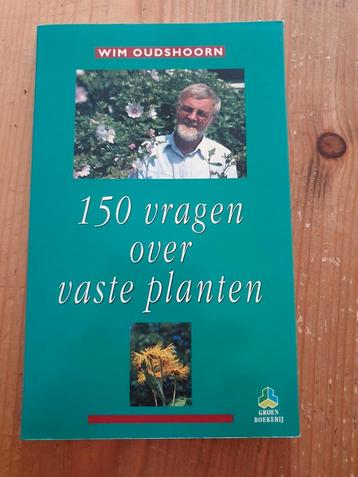 WIM OUDSHOORN
150 vragen
over
vaste planten
GROEN
BOEKERIJ